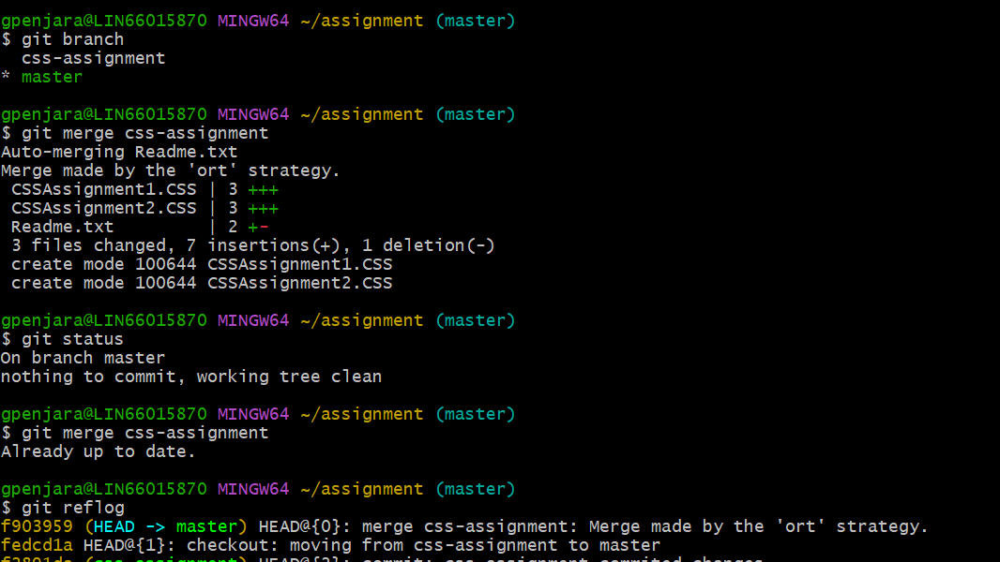 gpenjara@LIN66015870 MINGW64 ~/assignment (master)
$ git branch
  css-assignment
* master

gpenjara@LIN66015870 MINGW64 ~/assignment (master)
$ git merge css-assignment
Auto-merging Readme.txt
Merge made by the 'ort' strategy.
 CSSAssignment1.CSS | 3 +++
 CSSAssignment2.CSS | 3 +++
 Readme.txt         | 2 +-
 3 files changed, 7 insertions(+), 1 deletion(-)
 create mode 100644 CSSAssignment1.CSS
 create mode 100644 CSSAssignment2.CSS

gpenjara@LIN66015870 MINGW64 ~/assignment (master)
$ git status
On branch master
nothing to commit, working tree clean

gpenjara@LIN66015870 MINGW64 ~/assignment (master)
$ git merge css-assignment
Already up to date.

gpenjara@LIN66015870 MINGW64 ~/assignment (master)
$ git reflog
f903959 (HEAD -> master) HEAD@{0}: merge css-assignment: Merge made by the 'ort' strategy.
fedcd1a HEAD@{1}: checkout: moving from css-assignment to master
(css-assignment) HEAD@{2}: commit: css-assignment commited changes